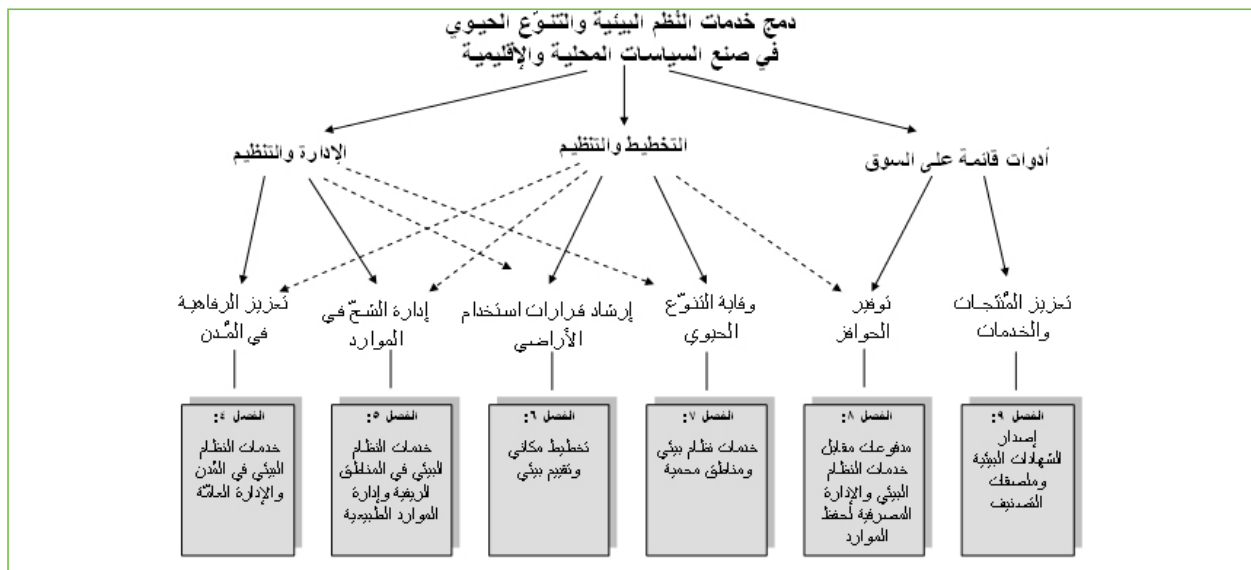 دمج خدمات النُظم البيئية والتنوّع الحيوي
في صنع السياسات المحلية والإقليمية
أدوات قائمة على السوق
التخطيط والتنظيم
الإدارة والتنظيم
تعزيز المُنتَجات
والخدمات
توفير
الحوافز
وقاية التنوّع
الحيوي
إرشاد قرارات استخدام
الأراضي
إدارة الشحّ في
الموارد
تعزيز الرفاهية
في المُدن
الفصل ٩:
إصدار
الشهادات البيئية
وملصقات
التصنيف
الفصل ٨:
مدفوعات مقابل
خدمات النظام
البيئي والإدارة
المصرفية لحفظ
الموارد
الفصل ٧:
خدمات نظام بيئي
ومناطق محمية
الفصل ٦:
تخطيط مكاني
وتقييم بيئي
الفصل ٥:
خدمات النظام
البيئي في المناطق
الريفية وإدارة
الموارد الطبيعية
الفصل ٤:
خدمات النظام
البيئي في المُدن
والإدارة العامّة